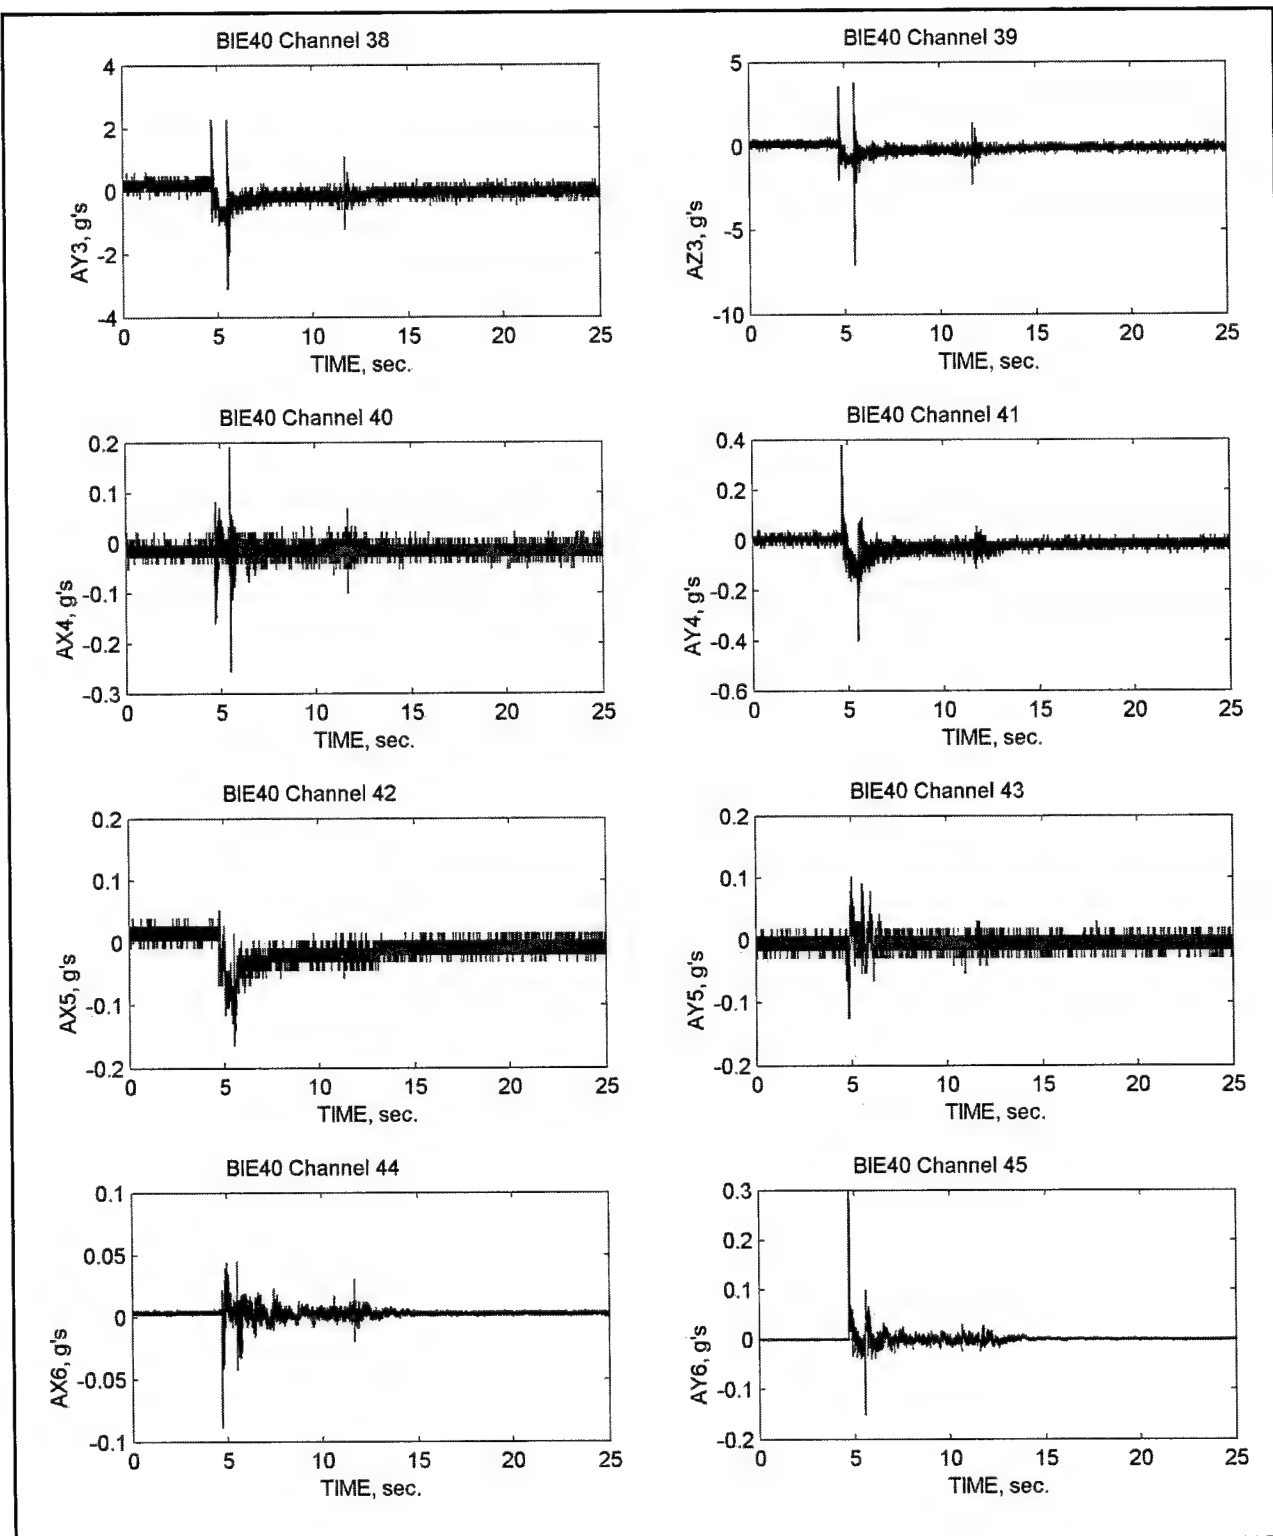 BIE40 Channel 38
4
2
0
-2
-4
AY3, g's
0 5 10 15 20 25
TIME, sec.
BIE40 Channel 39
5
0
-5
-10
AZ3, g's
0 5 10 15 20 25
TIME, sec.
BIE40 Channel 40
0.2
0.1
0
-0.1
-0.2
-0.3
AX4, g's
0 5 10 15 20 25
TIME, sec.
BIE40 Channel 41
0.4
0.2
0
-0.2
-0.4
-0.6
AY4, g's
0 5 10 15 20 25
TIME, sec.
BIE40 Channel 42
0.2
0.1
0
-0.1
-0.2
AX5, g's
0 5 10 15 20 25
TIME, sec.
BIE40 Channel 43
0.2
0.1
0
-0.1
-0.2
AY5, g's
0 5 10 15 20 25
TIME, sec.
BIE40 Channel 44
0.1
0.05
0
-0.05
-0.1
AX6, g's
0 5 10 15 20 25
TIME, sec.
BIE40 Channel 45
0.3
0.2
0.1
0
-0.1
-0.2
AY6, g's
0 5 10 15 20 25
TIME, sec.